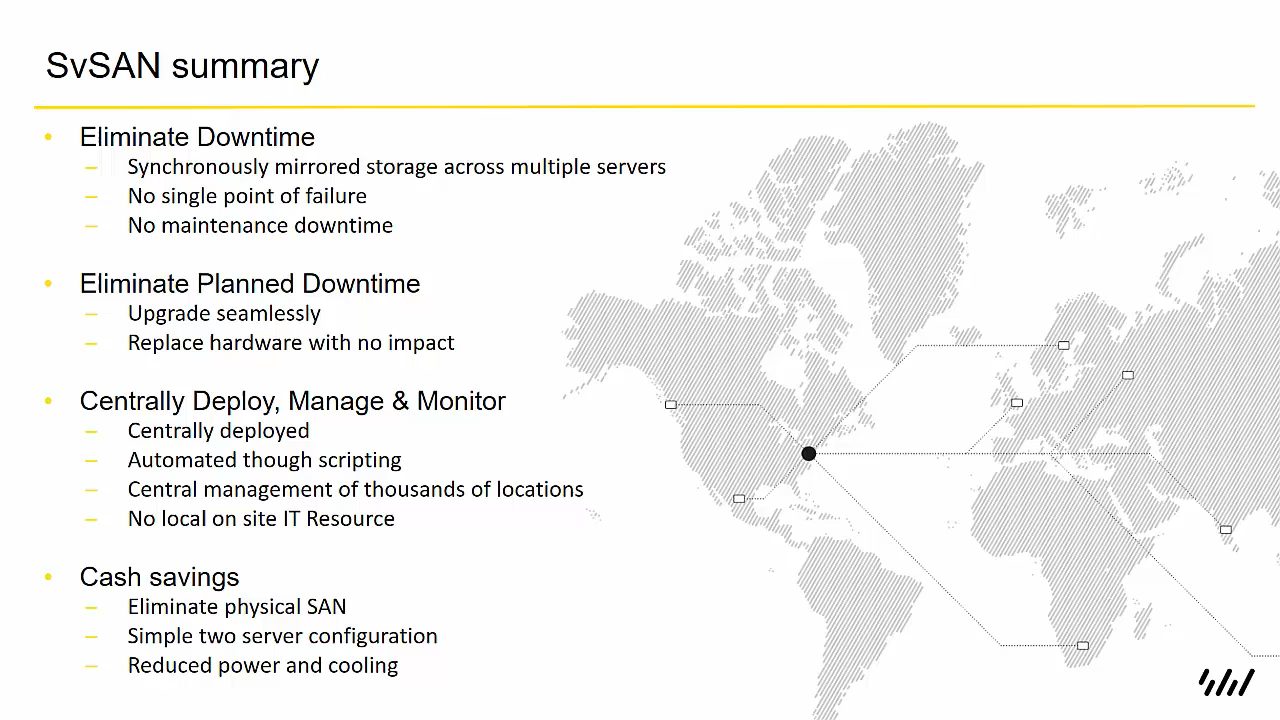 SvSAN summary
• Eliminate Downtime
– Synchronously mirrored storage across multiple servers
– No single point of failure
– No maintenance downtime
• Eliminate Planned Downtime
– Upgrade seamlessly
– Replace hardware with no impact
• Centrally Deploy, Manage & Monitor
– Centrally deployed
– Automated though scripting
– Central management of thousands of locations
– No local on site IT Resource
• Cash savings
– Eliminate physical SAN
– Simple two server configuration
– Reduced power and cooling